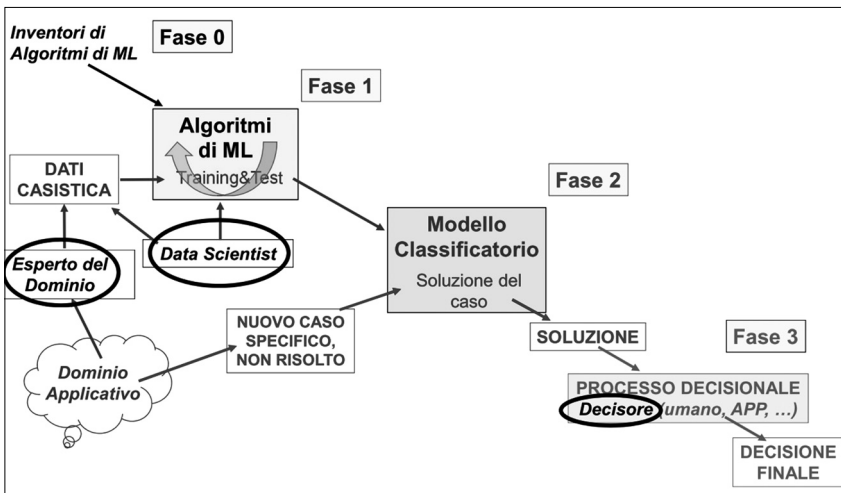 Inventori di
Algoritmi di ML
Fase 0
Fase 1
Algoritmi
di ML
Training&Test
DATI
CASISTICA
Fase 2
Modello
Classificatorio
Soluzione del
caso
Data Scientist
Esperto del
Dominio
NUOVO CASO
SPECIFICO,
NON RISOLTO
SOLUZIONE
Fase 3
Dominio
Applicativo
PROCESSO DECISIONALE
Decisore (umano, APP, ...)
DECISIONE
FINALE